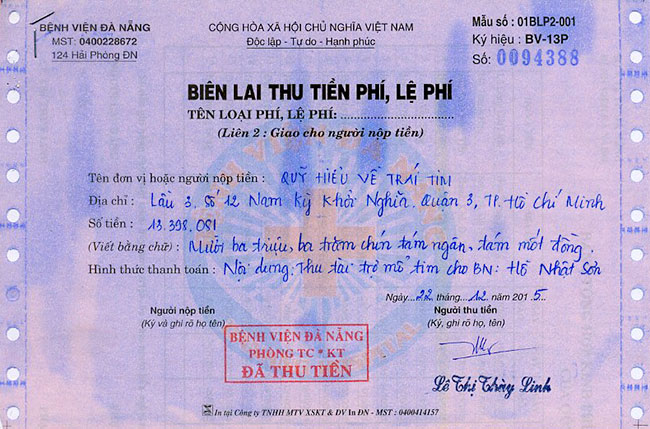 BỆNH VIỆN ĐÀ NẴNG
MST: 0400228672
124 Hải Phòng ĐN
CỘNG HÒA XÃ HỘI CHỦ NGHĨA VIỆT NAM
Độc lập - Tự do - Hạnh phúc
Mẫu số : 01BLP2-001
Ký hiệu : BV-13P
Số: 0094388
BIÊN LAI THU TIỀN PHÍ, LỆ PHÍ
TÊN LOẠI PHÍ, LỆ PHÍ: ..............................
(Liên 2 : Giao cho người nộp tiền)
Tên đơn vị hoặc người nộp tiền : QUỸ HIỂU VỀ TRÁI TIM
Địa chỉ : Lầu 3, Số 12 Nam Kỳ Khởi Nghĩa. Quận 3, TP. Hồ Chí Minh
Số tiền : 13.398.081
(Viết bằng chữ) : Mười ba triệu, ba trăm chín tám ngàn, tám mốt đồng.
Hình thức thanh toán : Nội dung: Thu tài trợ mổ tim cho BN: Hồ Nhật Sơn
Ngày...22 tháng...12 năm 2015...
Người nộp tiền
(Ký và ghi rõ họ tên)
Người thu tiền
(Ký và ghi rõ họ, tên)
BỆNH VIỆN ĐÀ NẴNG
PHÒNG TC * KT
ĐÃ THU TIỀN
Lê Thị Thùy Linh
In tại Công ty TNHH MTV XSKT & DV In ĐN - MST : 0400414157